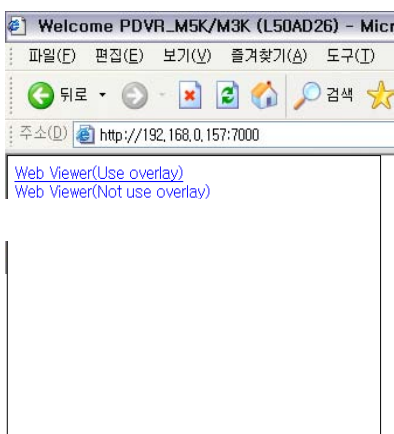 Welcome PDVR_M5K/M3K (L50AD26) - Micr
파일(F) 편집(E) 보기(V) 즐겨찾기(A) 도구(T)
뒤로 검색
주소(D) http://192,168,0,157:7000
Web Viewer(Use overlay)
Web Viewer(Not use overlay)